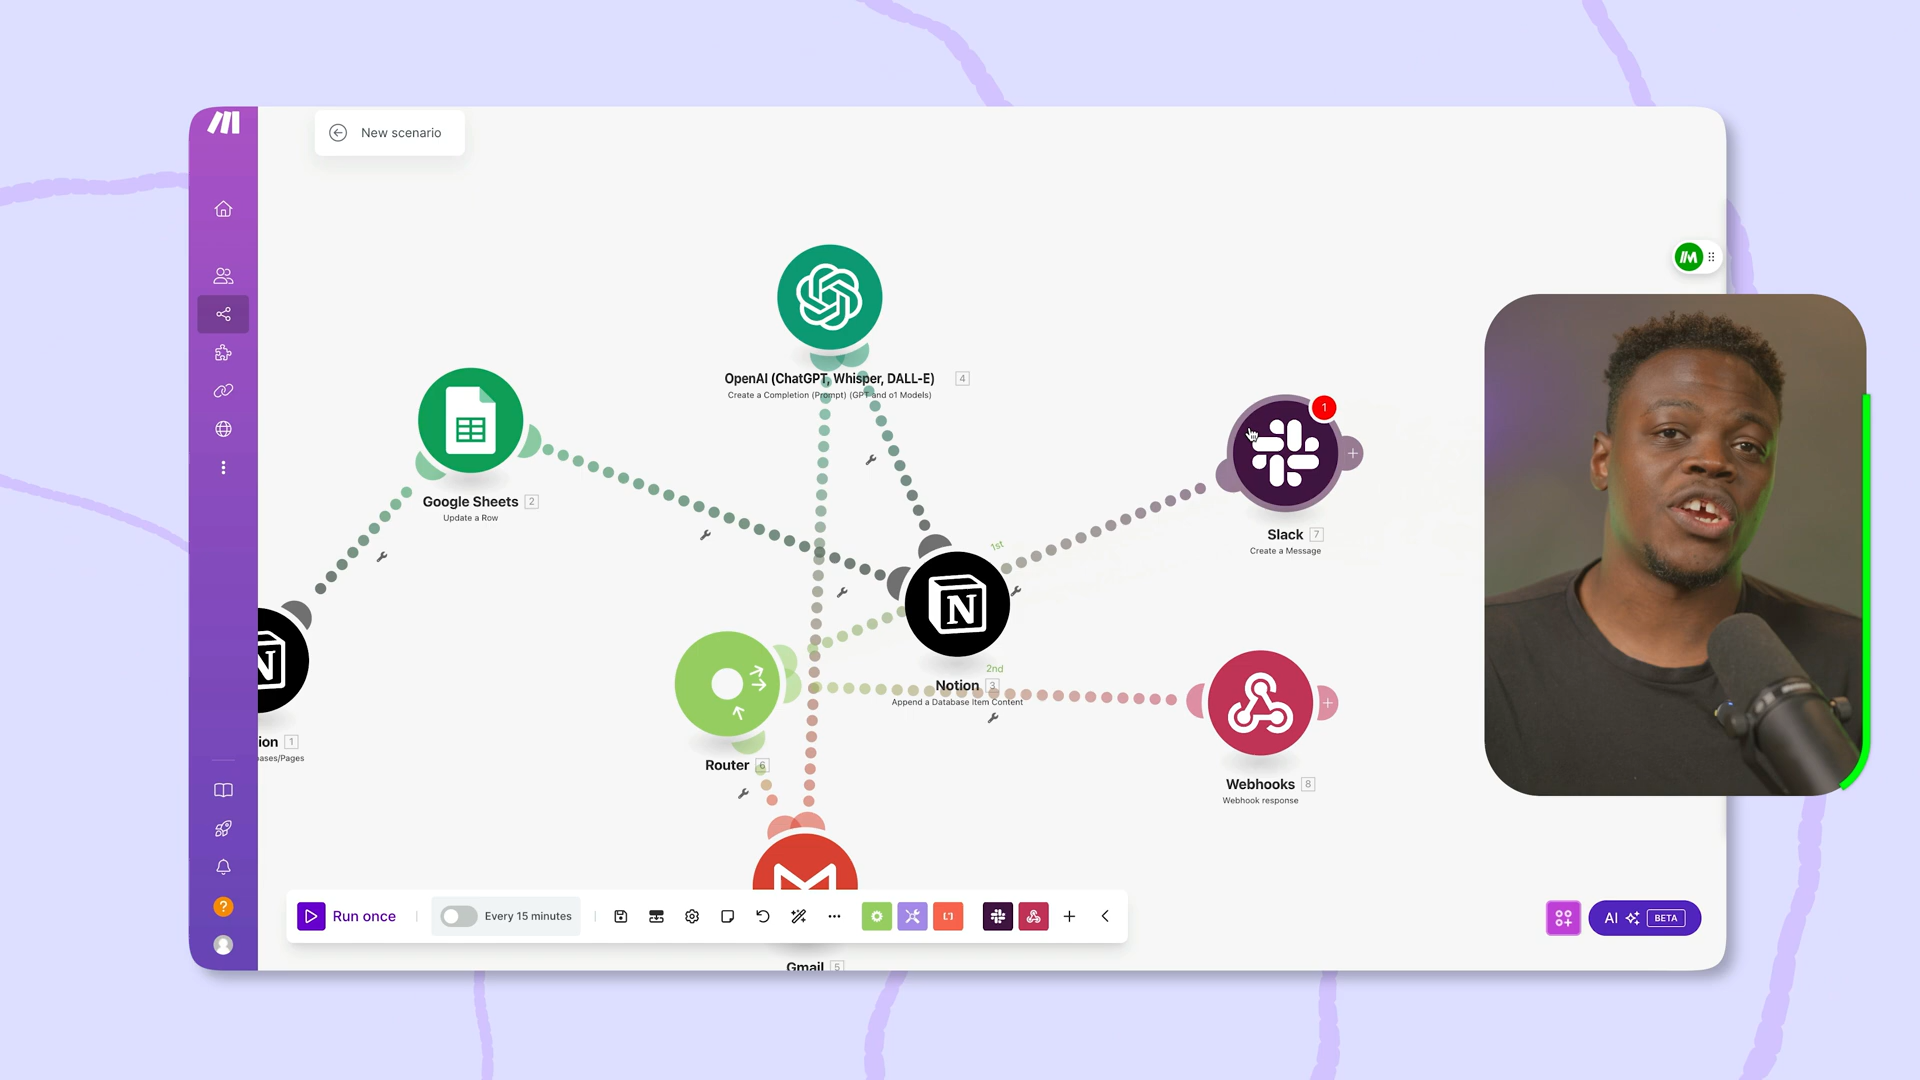 New scenario
OpenAI (ChatGPT, Whisper, DALL-E) 4
Create a Completion (Prompt) (GPT and o1 Models)
1
Google Sheets 2
Update a Row
Slack 7
Create a Message
1st
2nd
Notion 3
Append a Database Item Content
ion 1
ases/Pages
Router 6
Webhooks 8
Webhook response
Run once
Every 15 minutes
AI BETA
Gmail 5